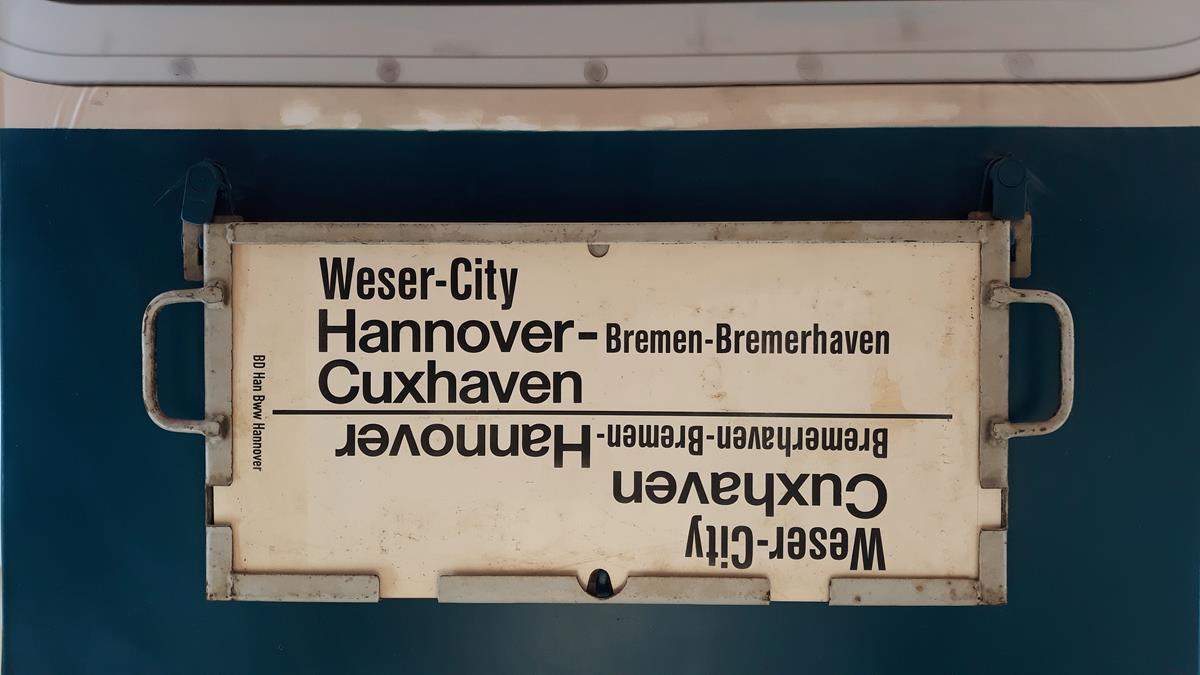 Weser-City
Hannover-Bremen-Bremerhaven
Cuxhaven
BD Han Bww Hannover
Weser-City
Cuxhaven
Bremerhaven-Bremen-Hannover